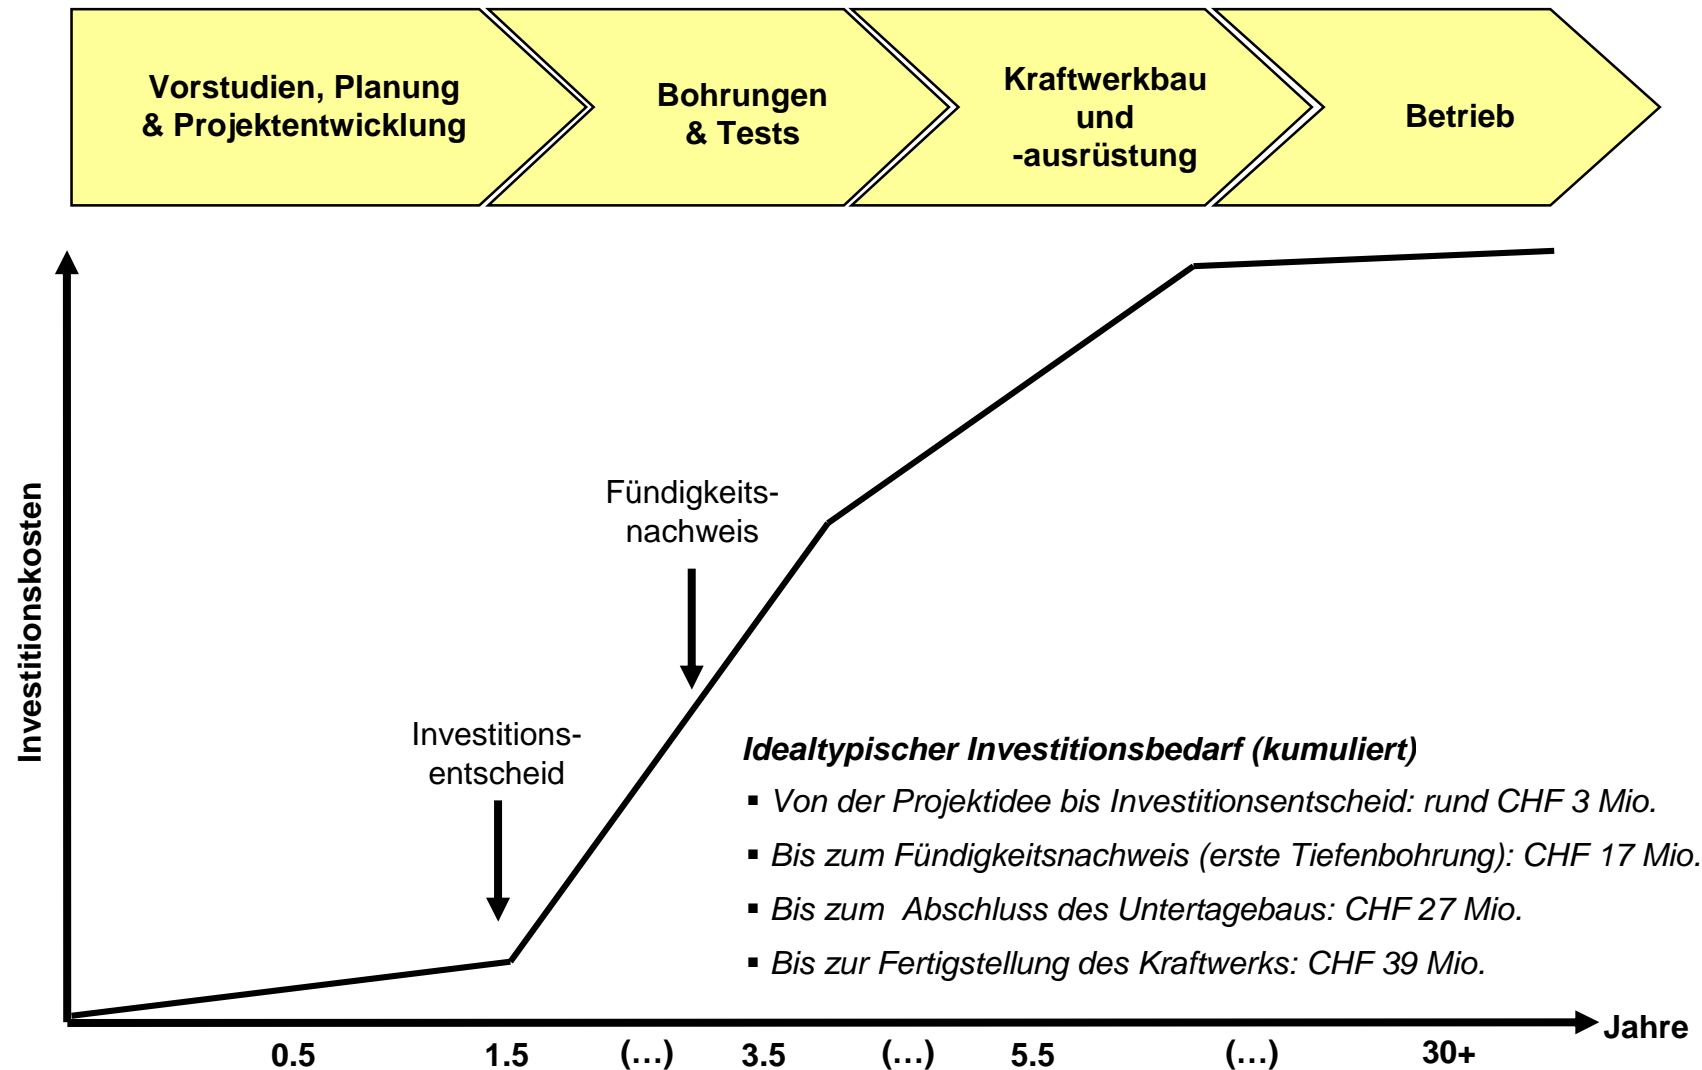 Vorstudien, Planung
& Projektentwicklung
Bohrungen
& Tests
Kraftwerkbau
und
-ausrüstung
Betrieb
Investitionskosten
Fündigkeits-
nachweis
Investitions-
entscheid
Idealtypischer Investitionsbedarf (kumuliert)
▪ Von der Projektidee bis Investitionsentscheid: rund CHF 3 Mio.
▪ Bis zum Fündigkeitsnachweis (erste Tiefenbohrung): CHF 17 Mio.
▪ Bis zum Abschluss des Untertagebaus: CHF 27 Mio.
▪ Bis zur Fertigstellung des Kraftwerks: CHF 39 Mio.
Jahre
0.5 1.5 (...) 3.5 (...) 5.5 (...) 30+